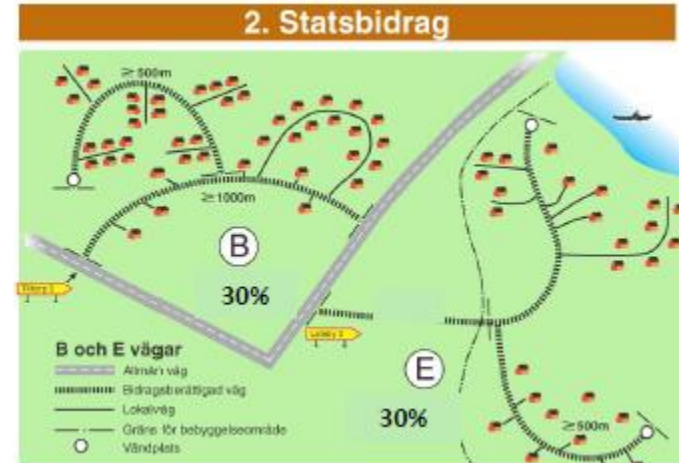 2. Statsbidrag
≥500m
≥1000m
B
30%
E
30%
≥500m
B och E vägar
Allmän väg
Bidragsberättigad väg
Lokalväg
Gräns för bebyggelseområde
Vändplats